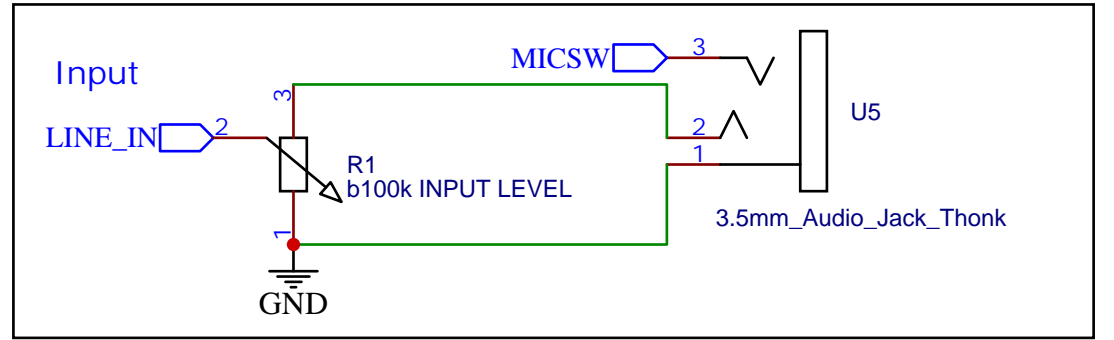 Input
MICSW 3
U5
3
LINE_IN 2
2
1
R1
b100k INPUT LEVEL
3.5mm_Audio_Jack_Thonk
1
GND